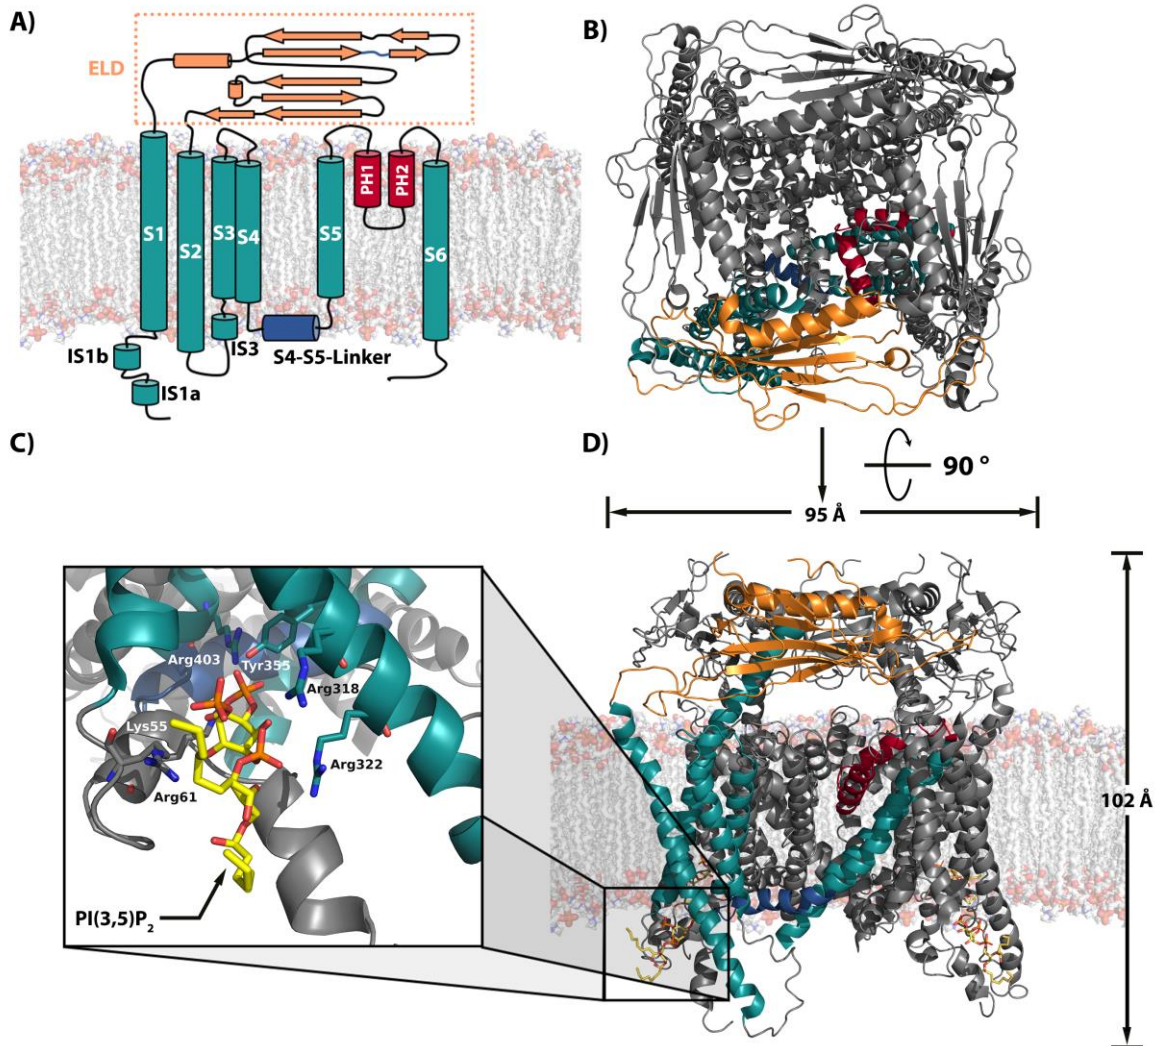 A)
ELD
S1
S2
S3
S4
S5
PH1
PH2
S6
IS1b
IS1a
IS3
S4-S5-Linker
B)
90 °
C)
Arg403
Tyr355
Arg318
Lys55
Arg322
Arg61
PI(3,5)P₂
D)
95 Å
102 Å